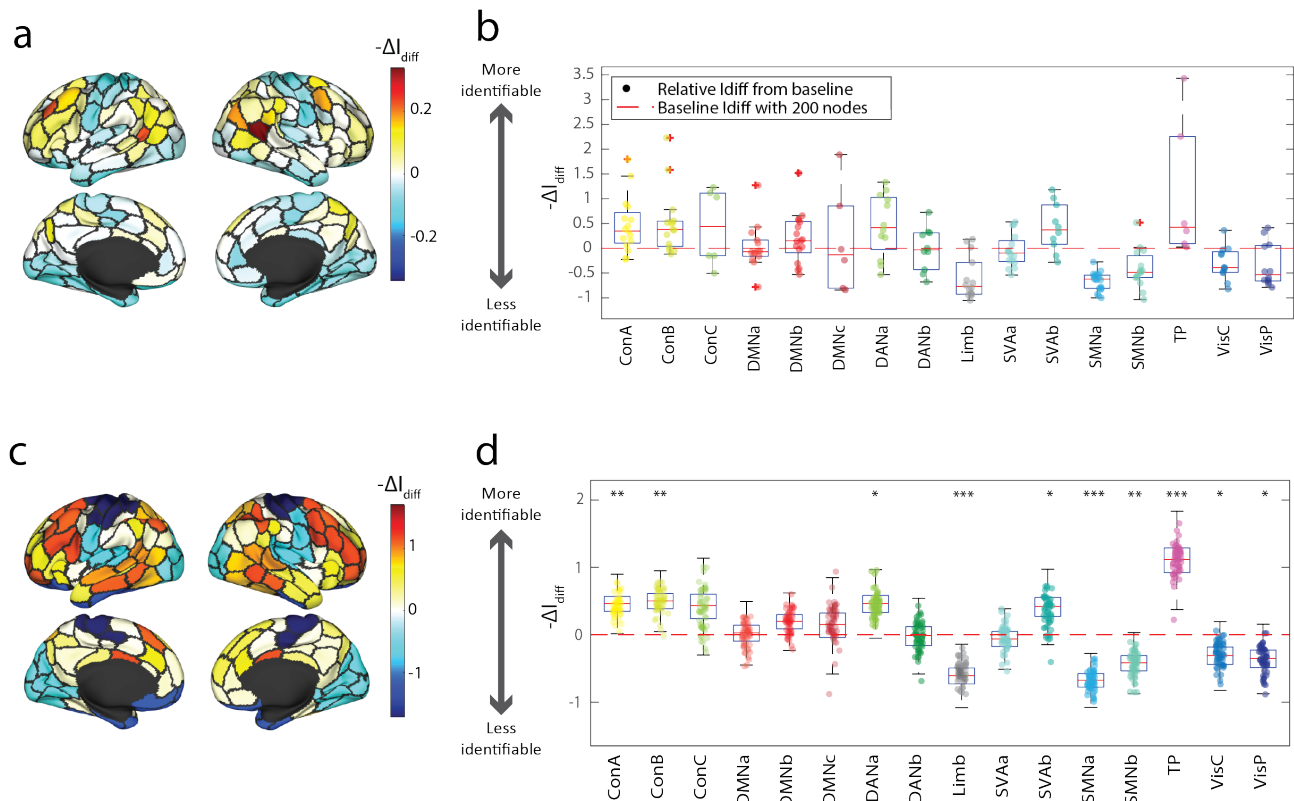 a
-ΔI_diff
0.2
0
-0.2
b
More
identifiable
Less
identifiable
-ΔI_diff
3.5
3
2.5
2
1.5
1
0.5
0
-0.5
-1
Relative Idiff from baseline
Baseline Idiff with 200 nodes
ConA
ConB
ConC
DMNa
DMNb
DMNc
DANa
DANb
Limb
SVAa
SVAb
SMNa
SMNb
TP
VisC
VisP
c
-ΔI_diff
1
0
-1
d
More
identifiable
Less
identifiable
-ΔI_diff
2
1
0
-1
** ** * *** * *** ** *** * *
ConA
ConB
ConC
DMNa
DMNb
DMNc
DANa
DANb
Limb
SVAa
SVAb
SMNa
SMNb
TP
VisC
VisP